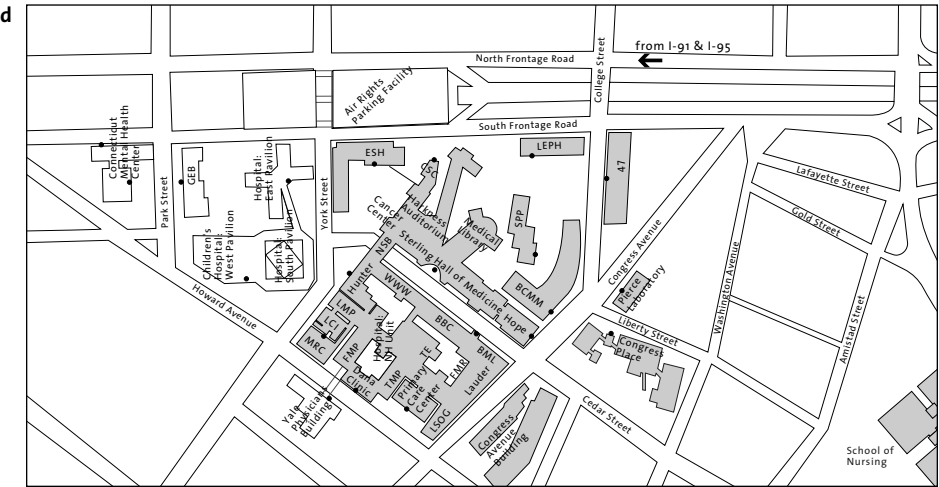 d
from I-91 & I-95
North Frontage Road
College Street
Air Rights
Parking Facility
South Frontage Road
Connecticut
Mental Health
Center
Park Street
GEB
Hospital:
East Pavilion
York Street
ESH
CSC
LEPH
47
Lafayette Street
Gold Street
Children's
Hospital:
West Pavilion
Hospital:
South Pavilion
Cancer
Center
Harkness
Auditorium
Medical
Library
SPP
NSB
Sterling Hall of Medicine
Hope
BCMM
Congress Avenue
Pierce
Laboratory
Washington Avenue
Amistad Street
Howard Avenue
Hunter
WWW
LMP
LCI
MRC
FMP
Hospital:
NH Unit
BBC
BML
TE
FMB
Lauder
Dana
Clinic
TMP
Primary
Care
Center
LSOG
Liberty Street
Congress
Place
Cedar Street
Yale
Physicians
Building
Congress
Avenue
Building
School of
Nursing